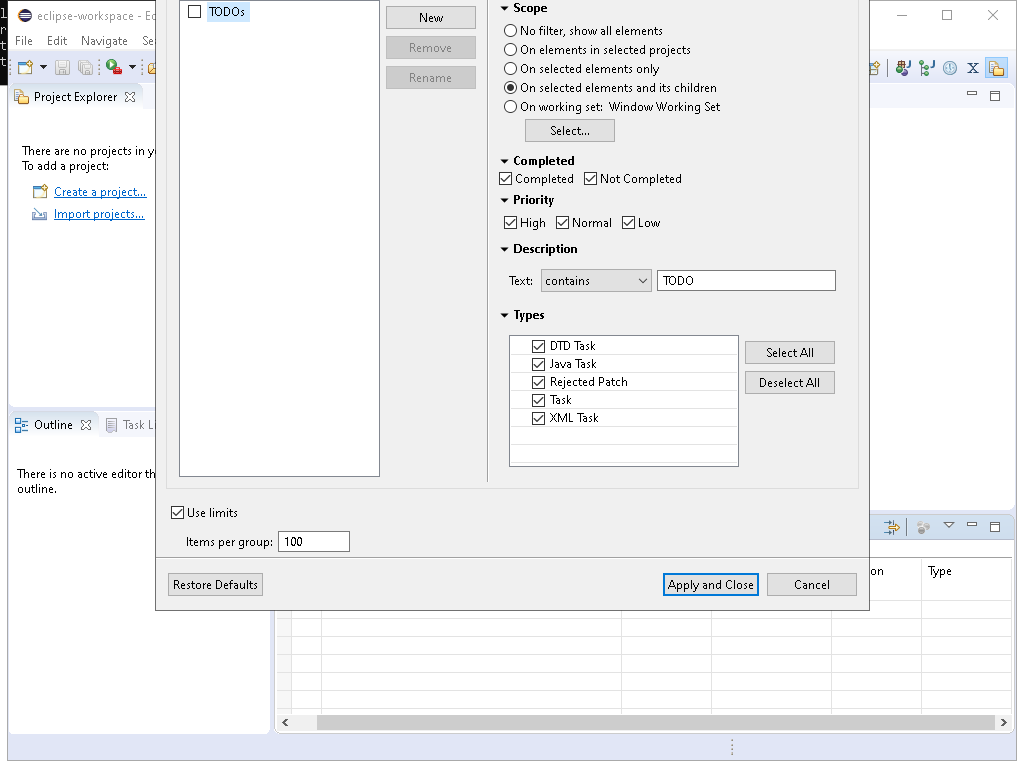 eclipse-workspace - Ec
File Edit Navigate Se
Project Explorer
There are no projects in y
To add a project:
Create a project...
Import projects...
Outline
Task Li
There is no active editor th
outline.
TODOs
New
Remove
Rename
Scope
No filter, show all elements
On elements in selected projects
On selected elements only
On selected elements and its children
On working set: Window Working Set
Select...
Completed
Completed Not Completed
Priority
High Normal Low
Description
Text: contains TODO
Types
DTD Task
Java Task
Rejected Patch
Task
XML Task
Select All
Deselect All
Use limits
Items per group: 100
Restore Defaults
Apply and Close
Cancel
on
Type